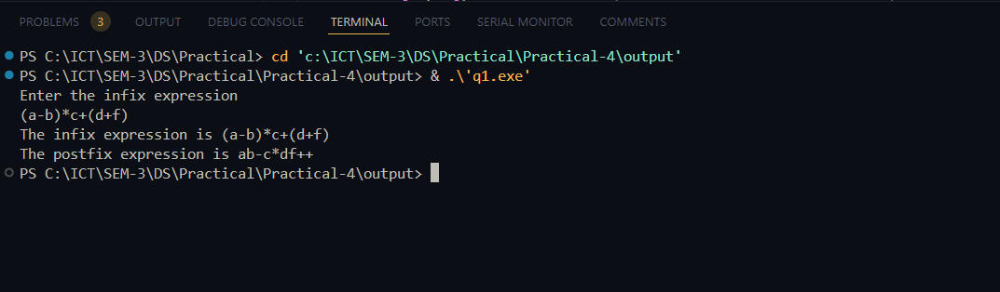 PROBLEMS 3 OUTPUT DEBUG CONSOLE TERMINAL PORTS SERIAL MONITOR COMMENTS
PS C:\ICT\SEM-3\DS\Practical> cd 'c:\ICT\SEM-3\DS\Practical\Practical-4\output'
PS C:\ICT\SEM-3\DS\Practical\Practical-4\output> & .\'q1.exe'
Enter the infix expression
(a-b)*c+(d+f)
The infix expression is (a-b)*c+(d+f)
The postfix expression is ab-c*df++
PS C:\ICT\SEM-3\DS\Practical\Practical-4\output>